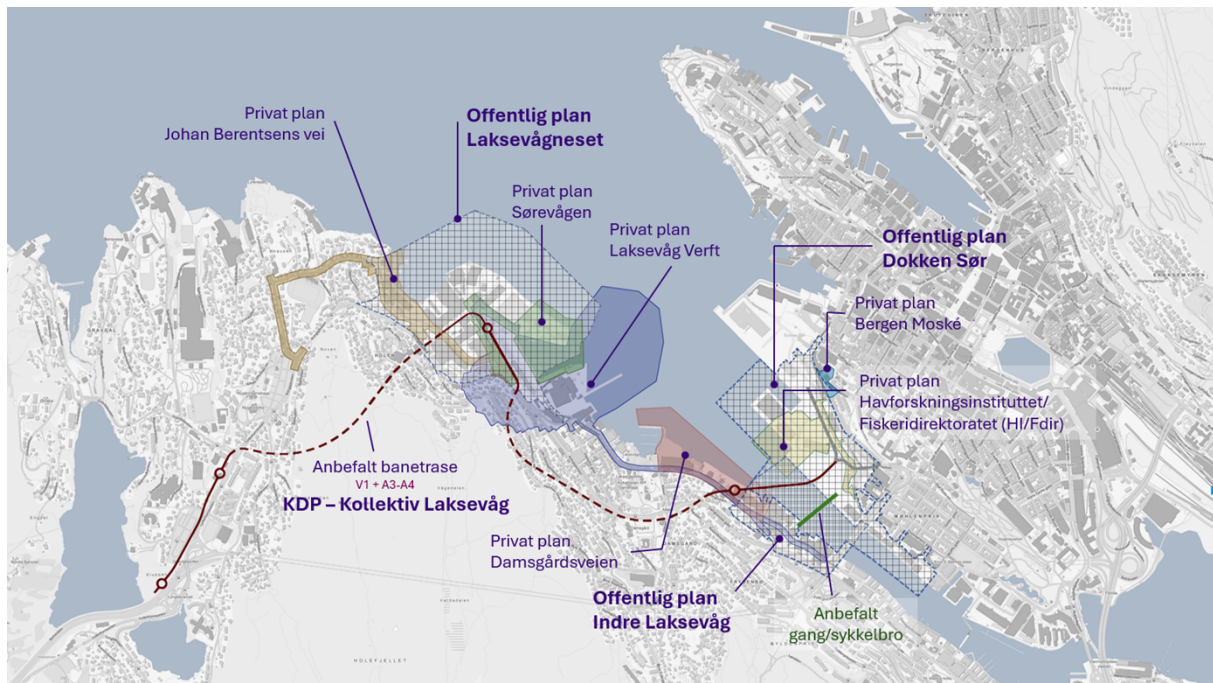 Privat plan
Johan Berentsens vei
Offentlig plan
Laksevågneset
Privat plan
Sørevågen
Privat plan
Laksevåg Verft
Offentlig plan
Dokken Sør
Privat plan
Bergen Moské
Privat plan
Havforskningsinstituttet/
Fiskeridirektoratet (HI/Fdir)
Anbefalt banetrase
V1 + A3-A4
KDP – Kollektiv Laksevåg
Privat plan
Damsgårdsveien
Offentlig plan
Indre Laksevåg
Anbefalt
gang/sykkelbro
HOLEFJELLET